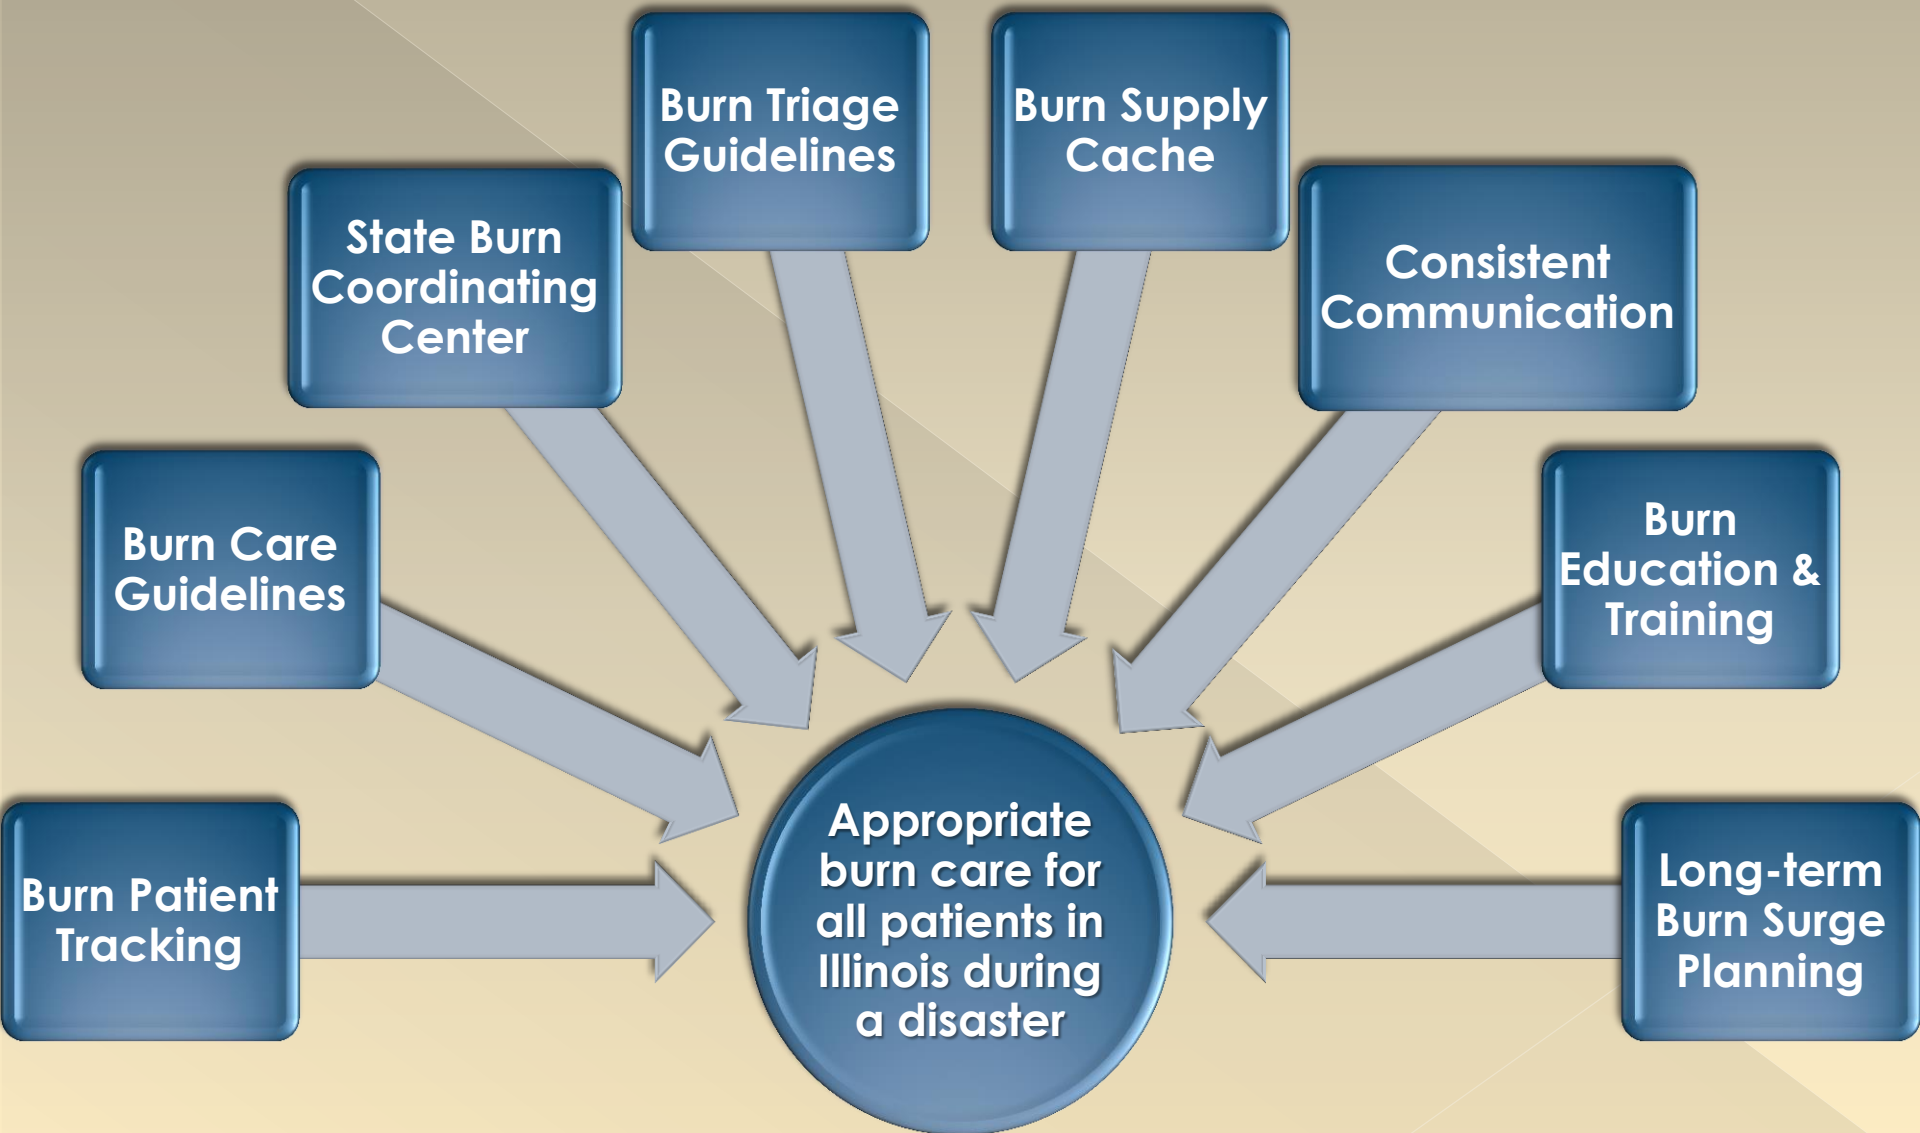 Burn Triage
Guidelines
Burn Supply
Cache
State Burn
Coordinating
Center
Consistent
Communication
Burn Care
Guidelines
Burn
Education &
Training
Burn Patient
Tracking
Appropriate
burn care for
all patients in
Illinois during
a disaster
Long-term
Burn Surge
Planning